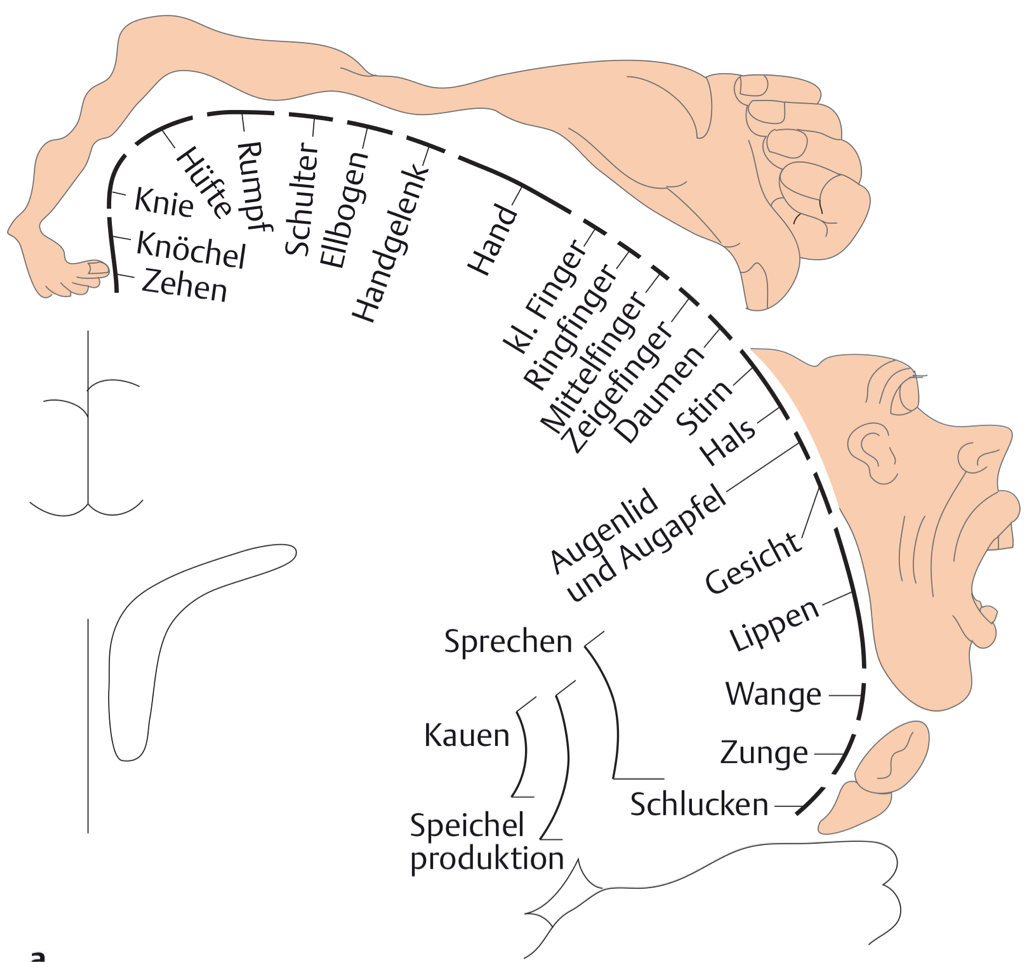 Zehen
Knöchel
Knie
Hüfte
Rumpf
Schulter
Ellbogen
Handgelenk
Hand
kl. Finger
Ringfinger
Mittelfinger
Zeigefinger
Daumen
Stirn
Hals
Augenlid
und Augapfel
Gesicht
Lippen
Wange
Zunge
Schlucken
Sprechen
Kauen
Speichel
produktion
a